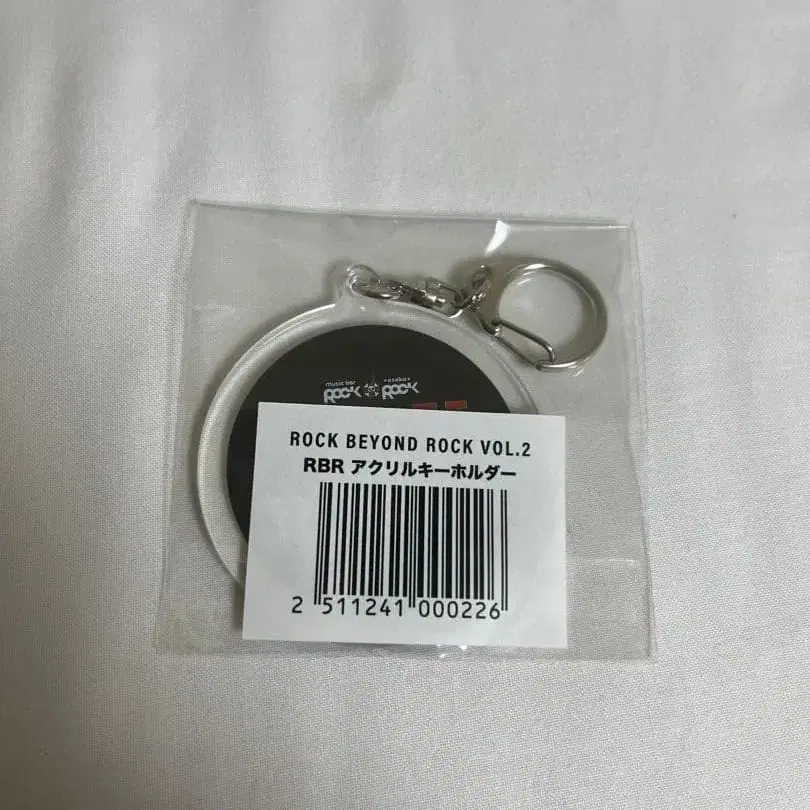 music bar •osaka•
ROCK ROCK
ROCK BEYOND ROCK VOL.2
RBR アクリルキーホルダー
2 511241 000226